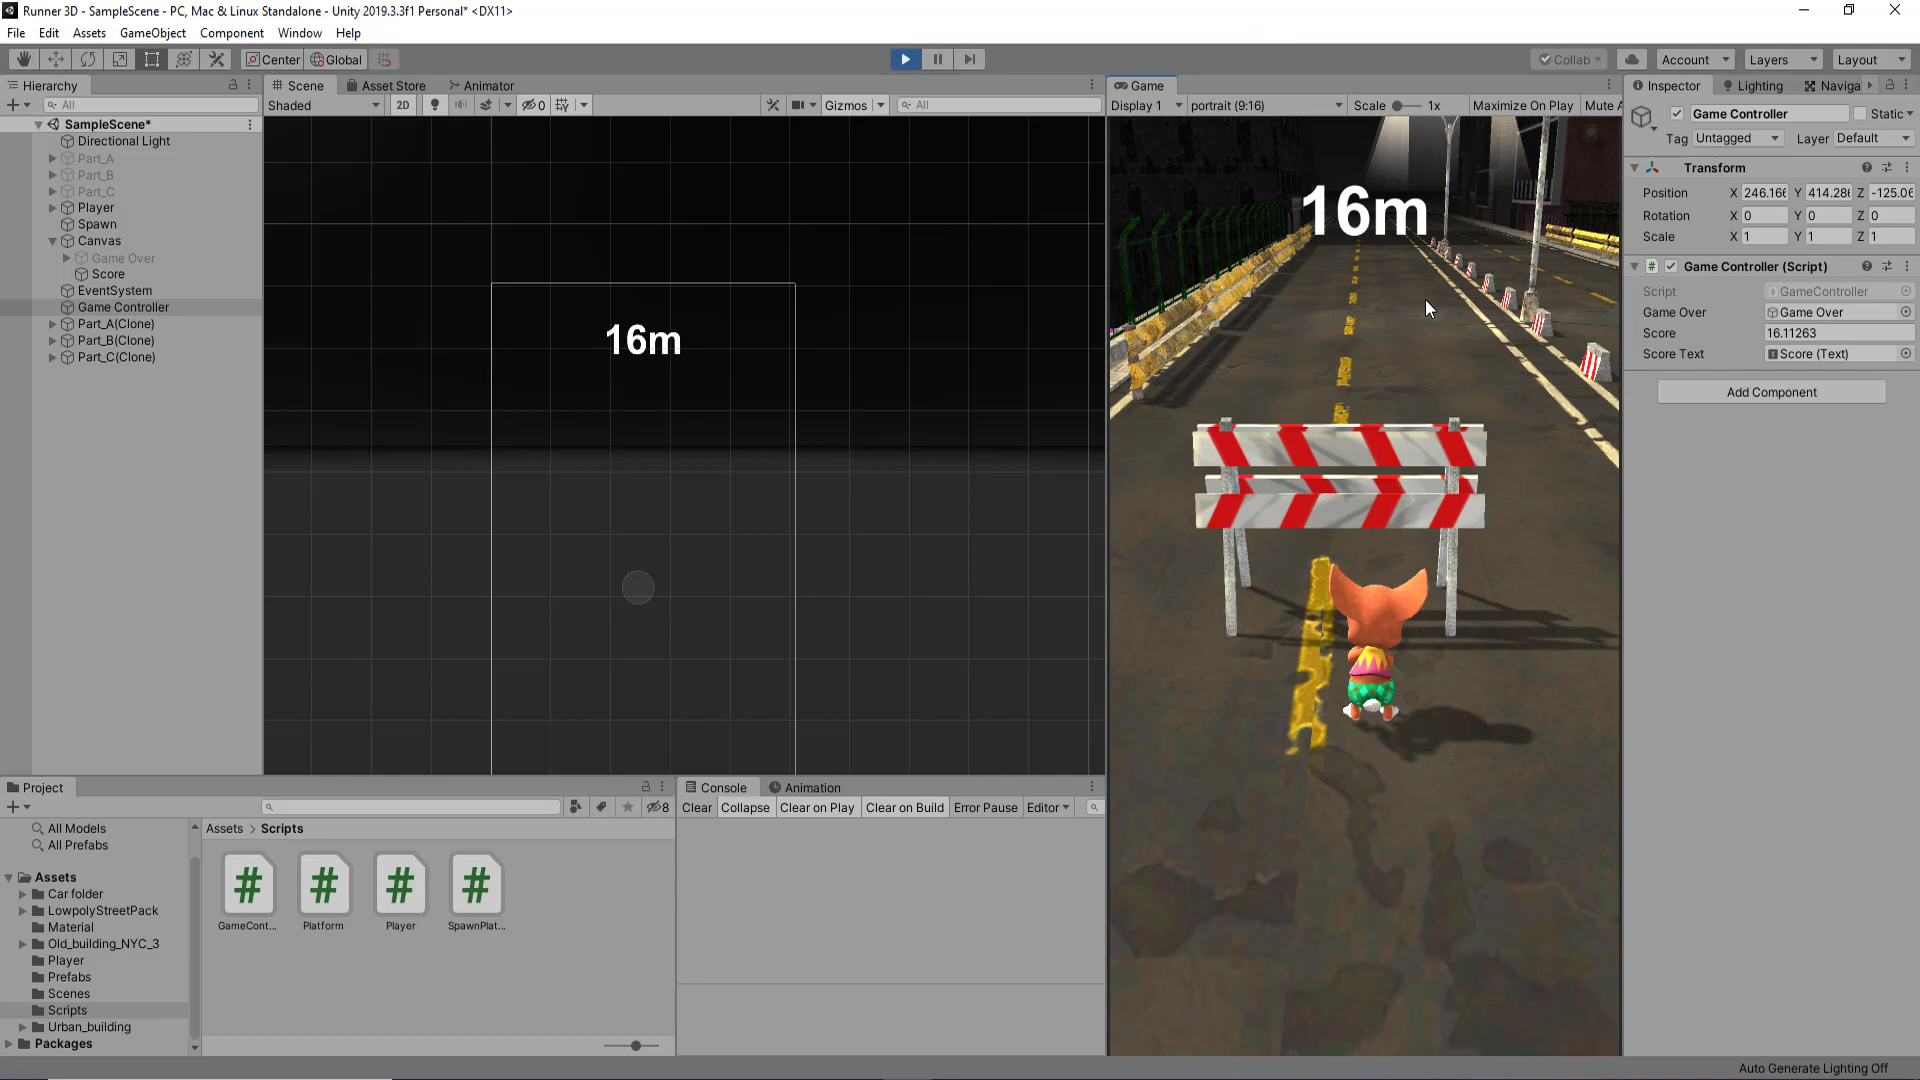 Runner 3D - SampleScene - PC, Mac & Linux Standalone - Unity 2019.3.3f1 Personal* <DX11>
File Edit Assets GameObject Component Window Help
Center Global Collab Account Layers Layout
Hierarchy
All
SampleScene*
Directional Light
Part_A
Part_B
Part_C
Player
Spawn
Canvas
Game Over
Score
EventSystem
Game Controller
Part_A(Clone)
Part_B(Clone)
Part_C(Clone)
Scene Asset Store Animator
Shaded 2D 0 Gizmos All
16m
Game
Display 1 portrait (9:16) Scale 1x Maximize On Play Mute A
16m
Inspector Lighting Naviga
Game Controller Static
Tag Untagged Layer Default
Transform
Position X 246.166 Y 414.286 Z -125.06
Rotation X 0 Y 0 Z 0
Scale X 1 Y 1 Z 1
# Game Controller (Script)
Script # GameController
Game Over Game Over
Score 16.11263
Score Text Score (Text)
Add Component
Project
8
All Models
All Prefabs
Assets
Car folder
LowpolyStreetPack
Material
Old_building_NYC_3
Player
Prefabs
Scenes
Scripts
Urban_building
Packages
Assets > Scripts
# # # #
GameCont... Platform Player SpawnPlat...
Console Animation
Clear Collapse Clear on Play Clear on Build Error Pause Editor
Auto Generate Lighting Off